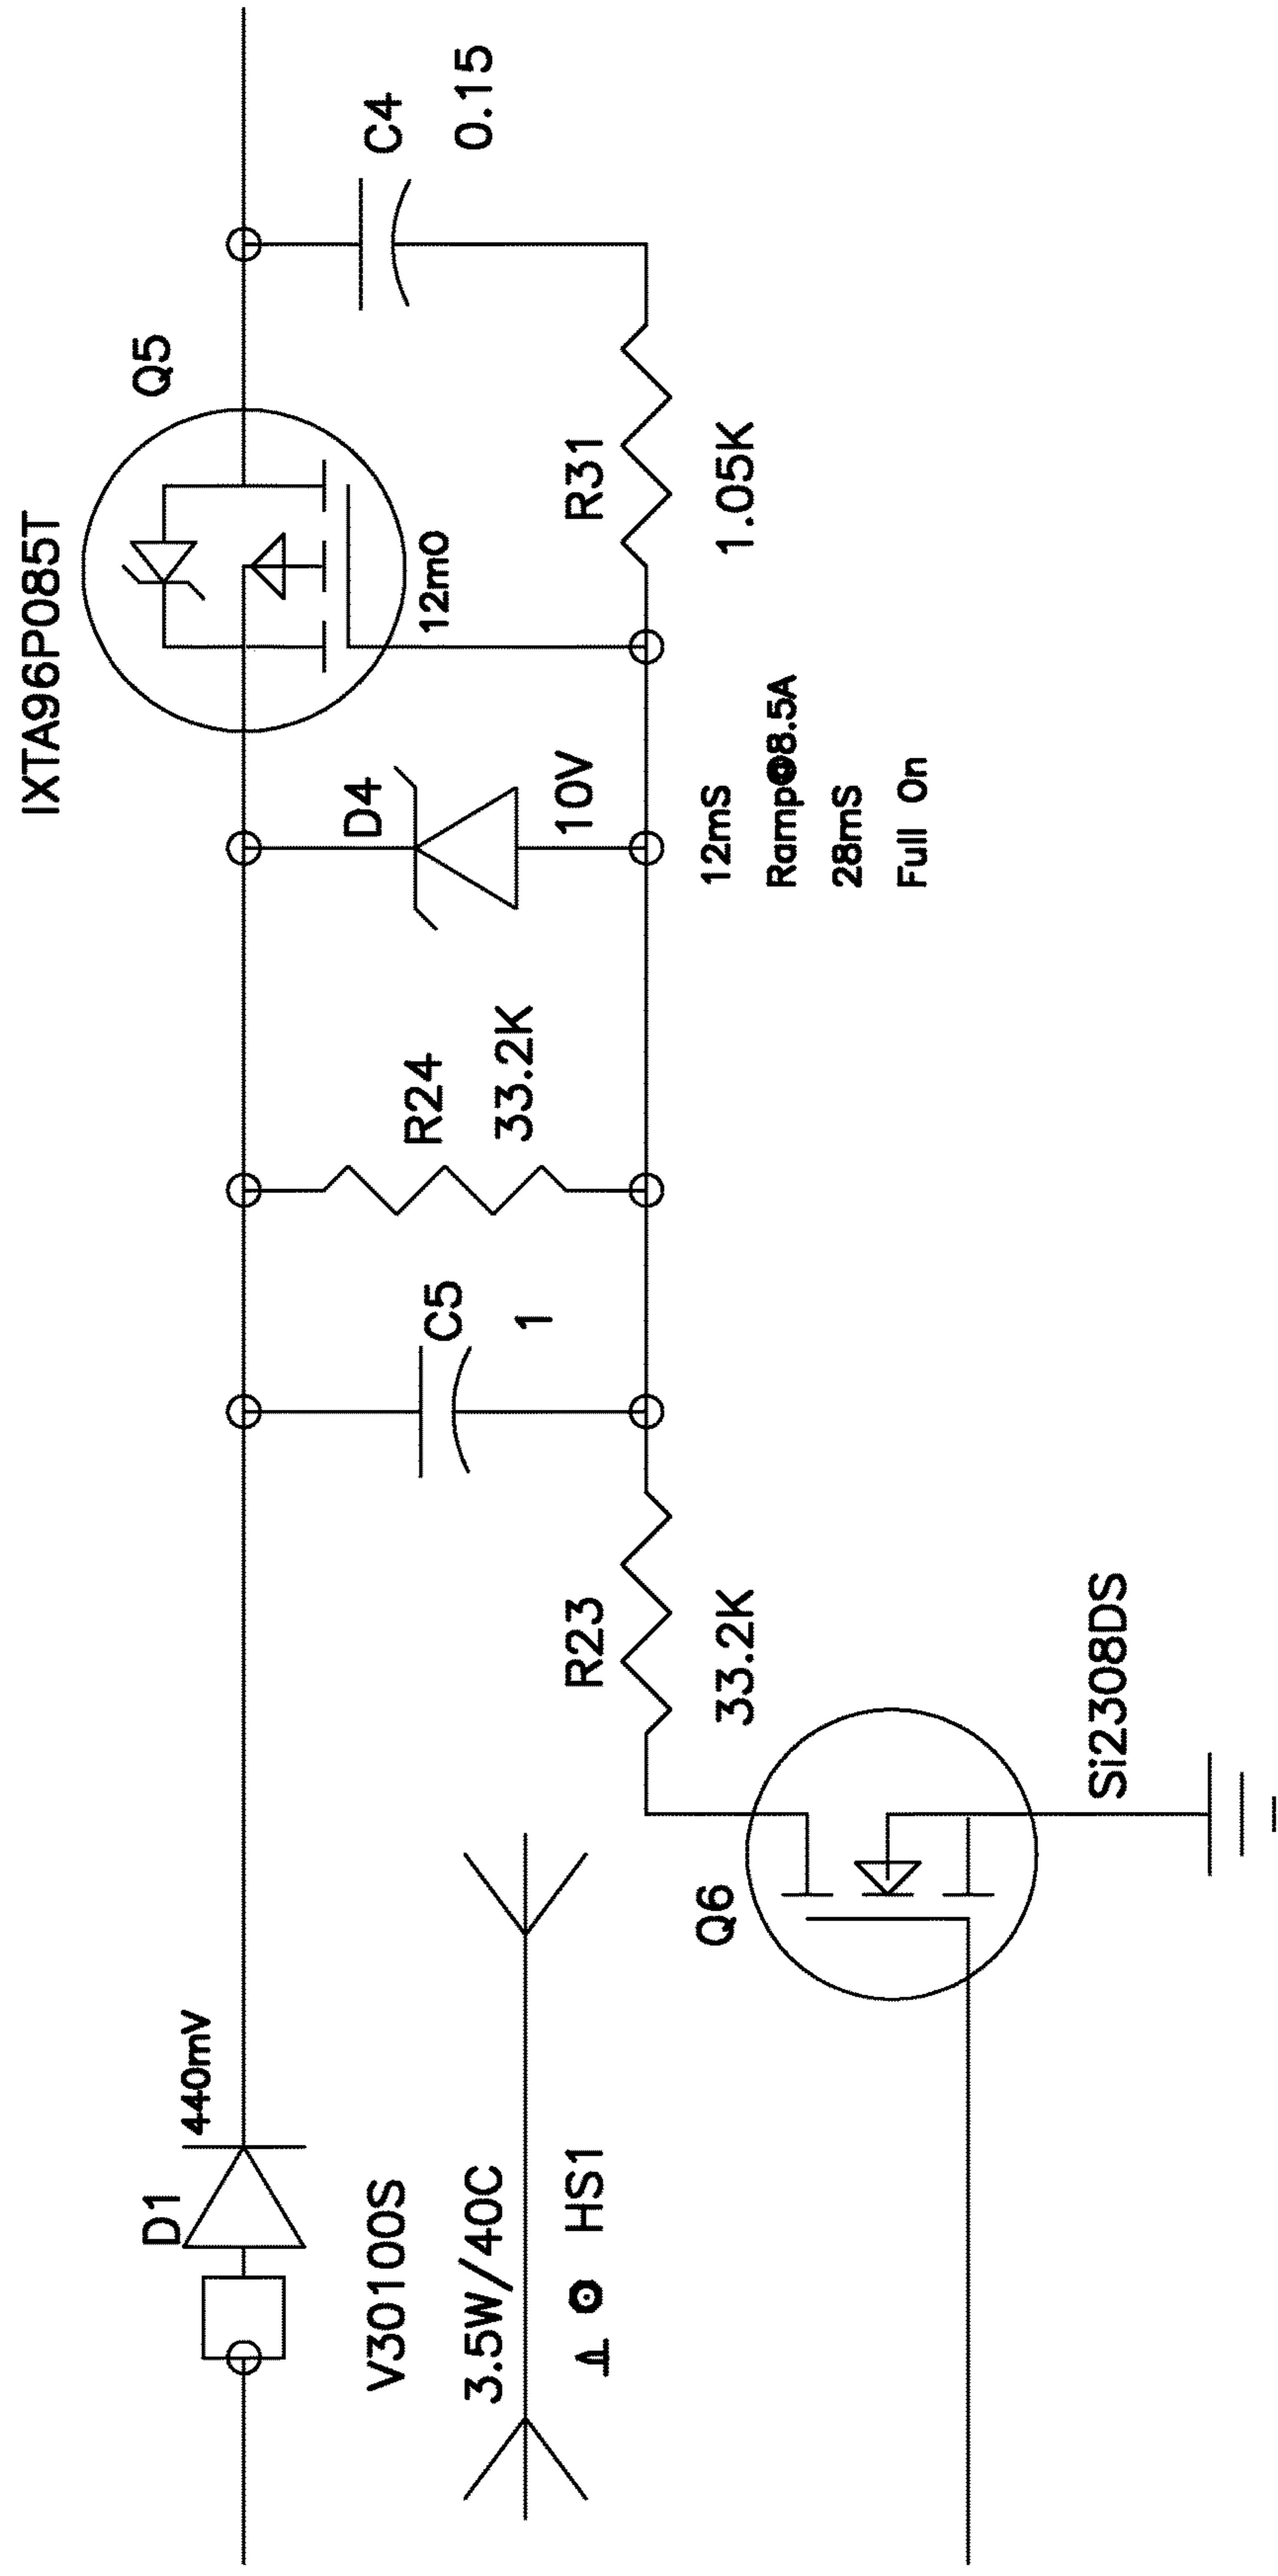 IXTA96P085T
Q5
12mO
C4
0.15
D4
10V
R31
1.05K
R24
33.2K
C5
1
12mS
Ramp@8.5A
28mS
Full On
R23
33.2K
D1
440mV
V30100S
3.5W/40C
HS1
Q6
Si2308DS